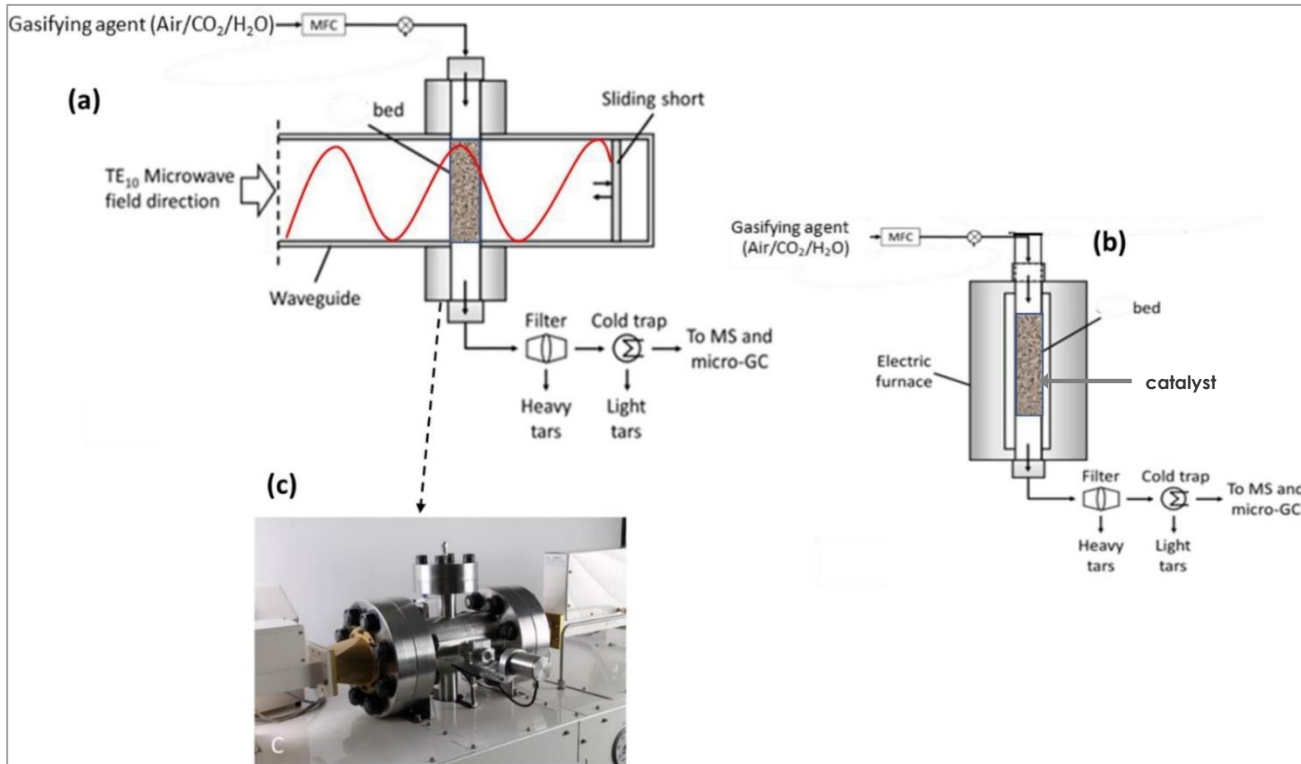 Gasifying agent (Air/CO₂/H₂O)
MFC
(a)
bed
Sliding short
TE₁₀ Microwave
field direction
Waveguide
Filter
Cold trap
To MS and
micro-GC
Heavy
tars
Light
tars
(b)
Gasifying agent
(Air/CO₂/H₂O)
MFC
bed
Electric
furnace
catalyst
Filter
Cold trap
To MS and
micro-GC
Heavy
tars
Light
tars
(c)
C